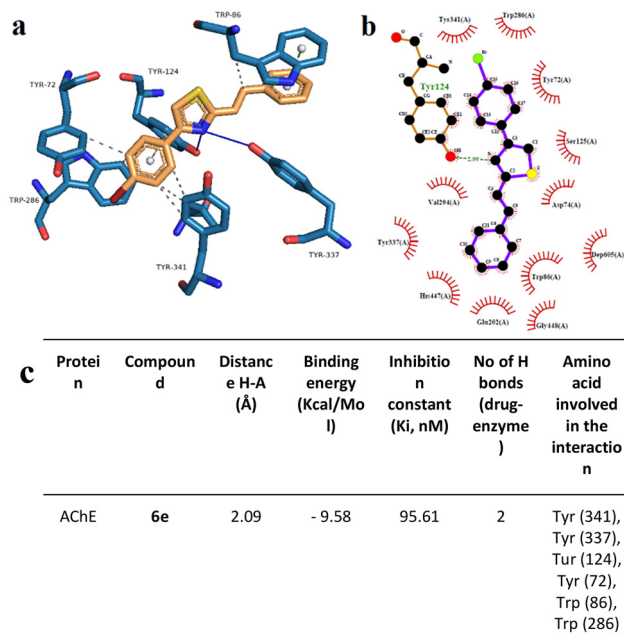 a
TRP-86
TYR-124
TYR-72
TRP-286
TYR-341
TYR-337
b
Tyr341(A)
Trp286(A)
Tyr124
Tyr72(A)
Ser125(A)
2.99
Val294(A)
Asp74(A)
Tyr337(A)
Dep605(A)
Trp86(A)
His447(A)
Glu202(A)
Gly448(A)
c
Protei
n
Compoun
d
Distanc
e H-A
(Å)
Binding
energy
(Kcal/Mo
l)
Inhibitio
n
constant
(Ki, nM)
No of H
bonds
(drug-
enzyme
)
Amino
acid
involved
in the
interactio
n
AChE 6e 2.09 - 9.58 95.61 2 Tyr (341),
Tyr (337),
Tur (124),
Tyr (72),
Trp (86),
Trp (286)